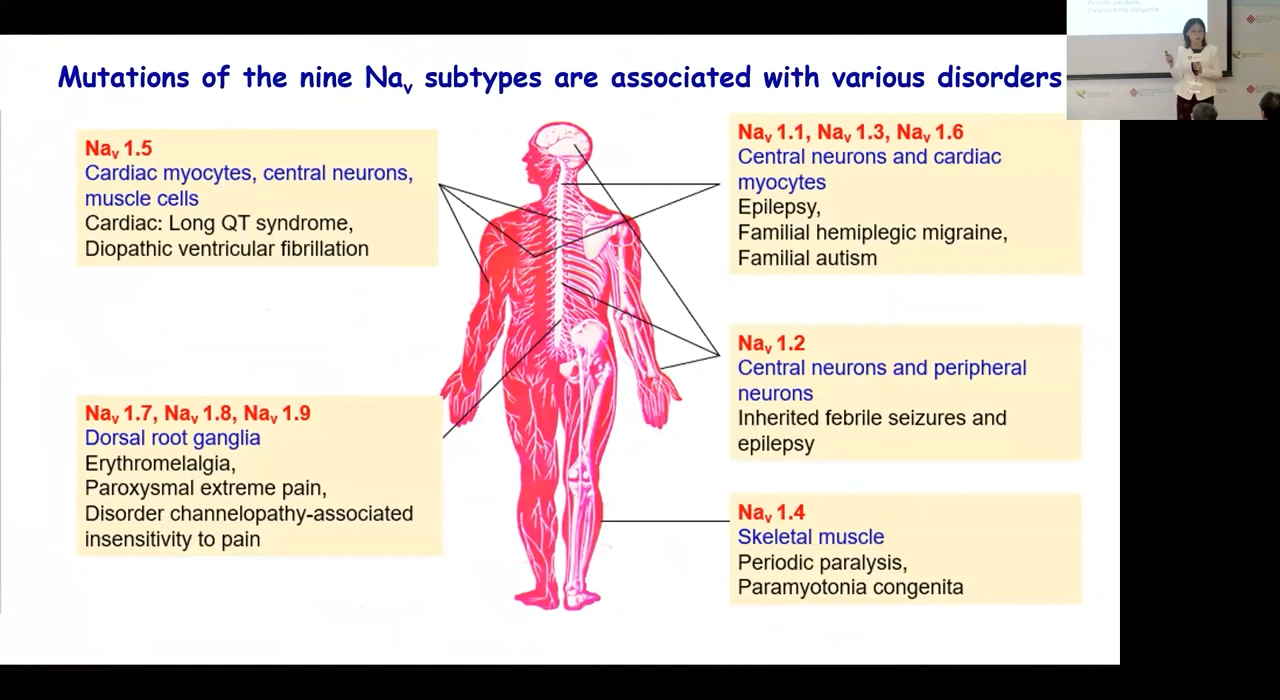 Mutations of the nine Nav subtypes are associated with various disorders
Nav 1.5
Cardiac myocytes, central neurons,
muscle cells
Cardiac: Long QT syndrome,
Diopathic ventricular fibrillation
Nav 1.7, Nav 1.8, Nav 1.9
Dorsal root ganglia
Erythromelalgia,
Paroxysmal extreme pain,
Disorder channelopathy-associated
insensitivity to pain
Nav 1.1, Nav 1.3, Nav 1.6
Central neurons and cardiac
myocytes
Epilepsy,
Familial hemiplegic migraine,
Familial autism
Nav 1.2
Central neurons and peripheral
neurons
Inherited febrile seizures and
epilepsy
Nav 1.4
Skeletal muscle
Periodic paralysis,
Paramyotonia congenita
Periodic paralysis,
Paramyotonia congenita